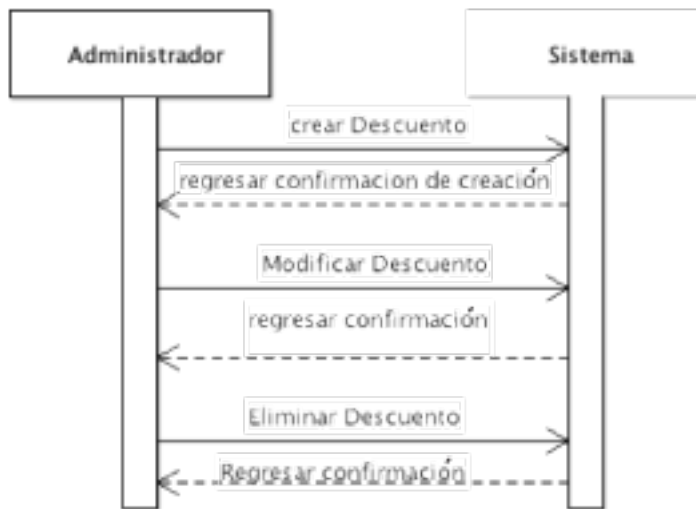 Administrador
Sistema
crear Descuento
regresar confirmacion de creación
Modificar Descuento
regresar confirmación
Eliminar Descuento
Regresar confirmación